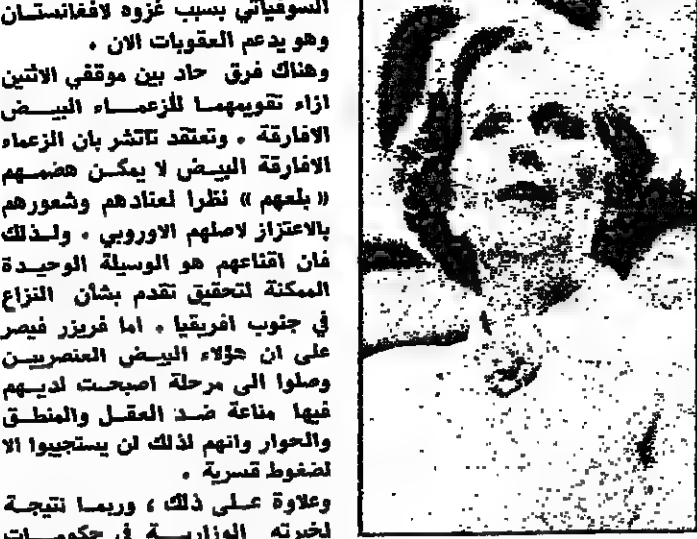 السوفياتي بسبب غزوه لافغانستان
وهو يدعم العقوبات الان .
وهناك فرق حاد بين موقفي الاثنين
ازاء تقويمهما للزعماء البيض
الافارقة . وتعتقد تاتشر بان الزعماء
الافارقة البيض لا يمكن هضمهم
« بلعهم » نظرا لعنادهم وشعورهم
بالاعتزاز لاصلهم الاوروبي . ولذلك
فان اقناعهم هو الوسيلة الوحيدة
الممكنة لتحقيق تقدم بشأن النزاع
في جنوب افريقيا . اما فريزر فيصر
على ان هؤلاء البيض العنصريين
وصلوا الى مرحلة اصبحت لديهم
فيها مناعة ضد العقل والمنطق
والحوار وانهم لذلك لن يستجيبوا الا
لضغوط قسرية .
وعلاوة على ذلك ، وربما نتيجة
لخبرته الوزارية في حكومات